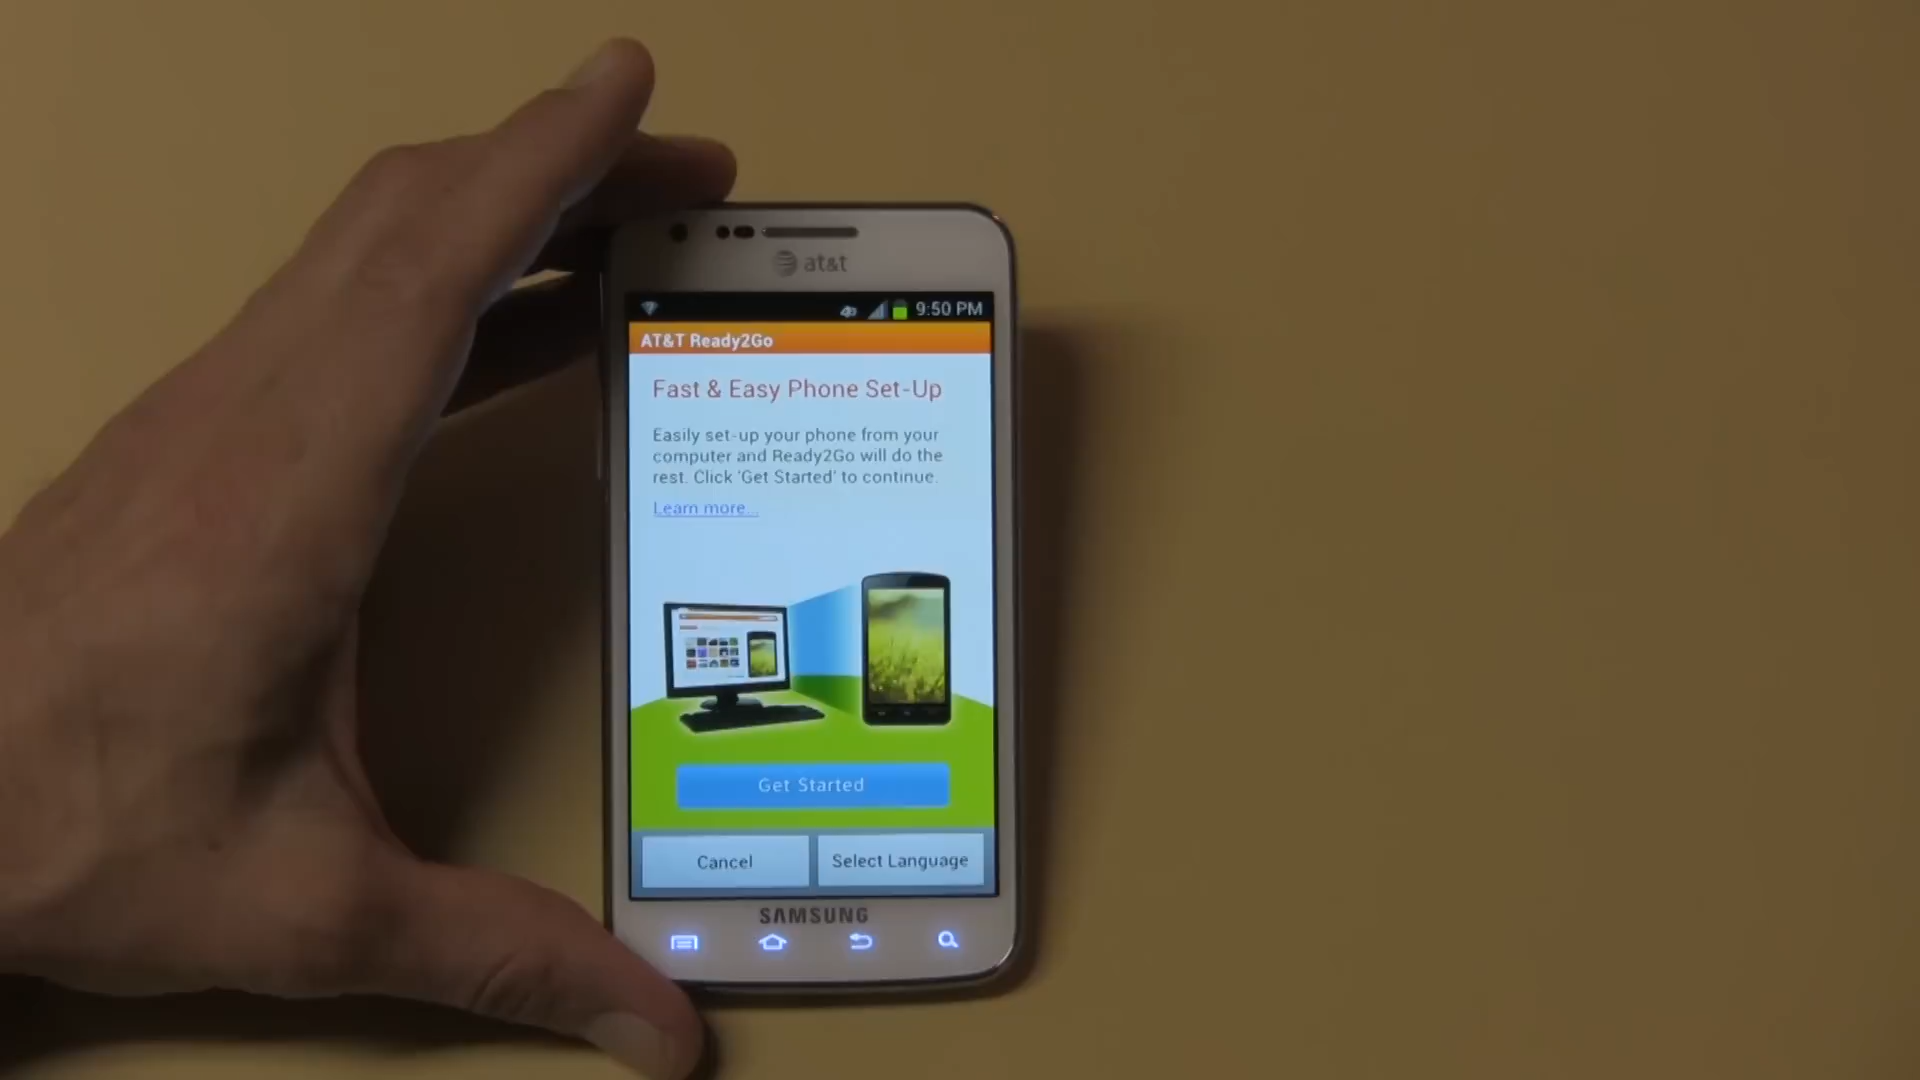 at&t
9:50 PM
AT&T Ready2Go
Fast & Easy Phone Set-Up
Easily set-up your phone from your
computer and Ready2Go will do the
rest. Click 'Get Started' to continue.
Learn more...
Get Started
Cancel
Select Language
SAMSUNG